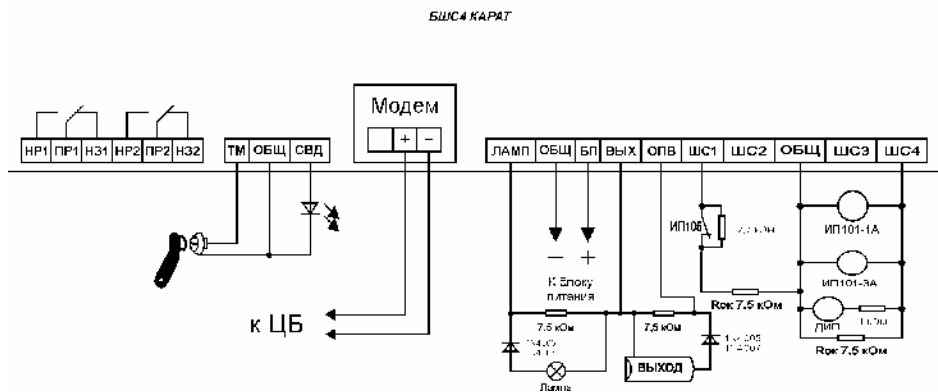 БШС4 КАРАТ
Модем
+ −
НР1 ПР1 НЗ1 НР2 ПР2 НЗ2
ТМ ОБЩ СВД
ЛАМП ОБЩ БП ВЫХ ОПВ ШС1 ШС2 ОБЩ ШС3 ШС4
ИП105
ИП101-1А
− +
К Блоку
питания
ИП101-3А
Rок 7,5 кОм
ДИП
к ЦБ
7,5 кОм
7,5 кОм
Rок 7,5 кОм
ВЫХОД
Лампа